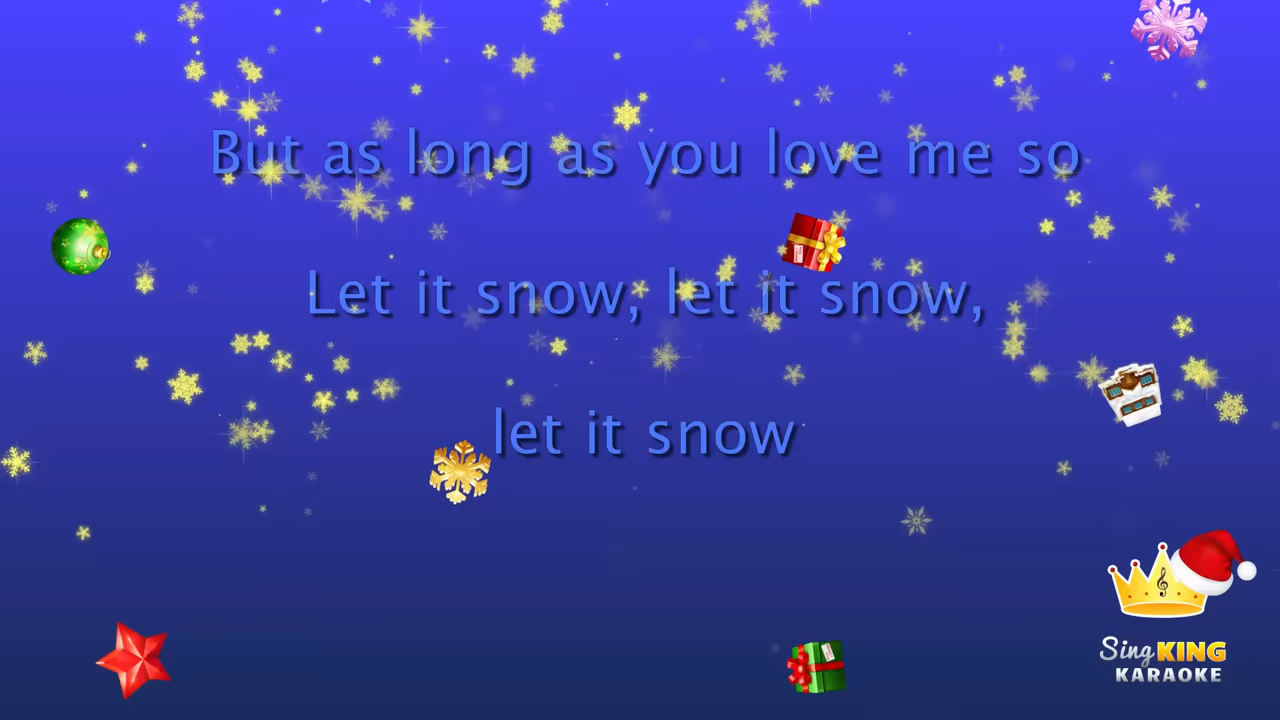 But as long as you love me so
Let it snow, let it snow,
let it snow
Sing KING
KARAOKE